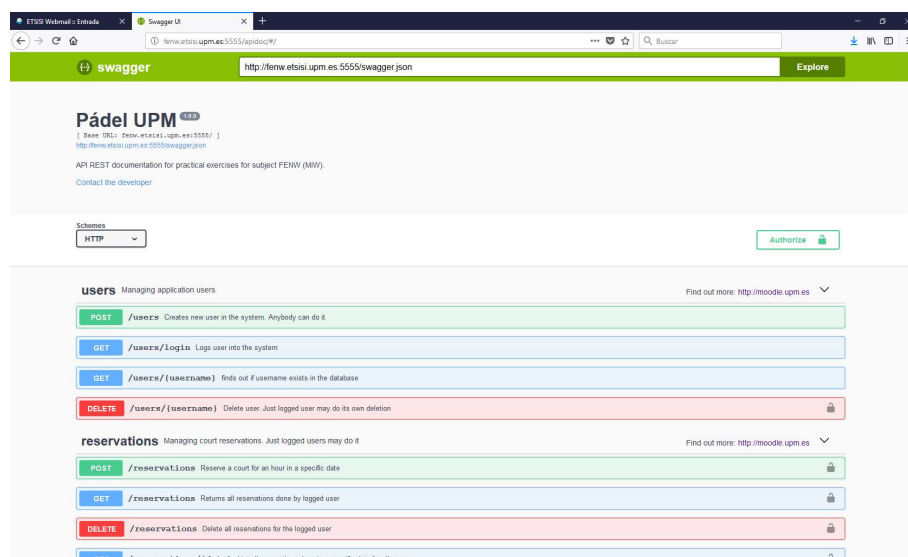 ETSISI Webmail :: Entrada
Swagger UI
fenw.etsisi.upm.es:5555/apidoc/#/
Buscar
swagger
http://fenw.etsisi.upm.es:5555/swagger.json
Explore
Pádel UPM 1.0.0
[ Base URL: fenw.etsisi.upm.es:5555/ ]
http://fenw.etsisi.upm.es:5555/swagger.json
API REST documentation for practical exercises for subject FENW (MIW).
Contact the developer
Schemes
HTTP
Authorize
users Managing application users
Find out more: http://moodle.upm.es
POST /users Creates new user in the system. Anybody can do it
GET /users/login Logs user into the system
GET /users/{username} finds out if username exists in the database
DELETE /users/{username} Delete user. Just logged user may do its own deletion
reservations Managing court reservations. Just logged users may do it
Find out more: http://moodle.upm.es
POST /reservations Reserve a court for an hour in a specific date
GET /reservations Returns all reservations done by logged user
DELETE /reservations Delete all reservations for the logged user